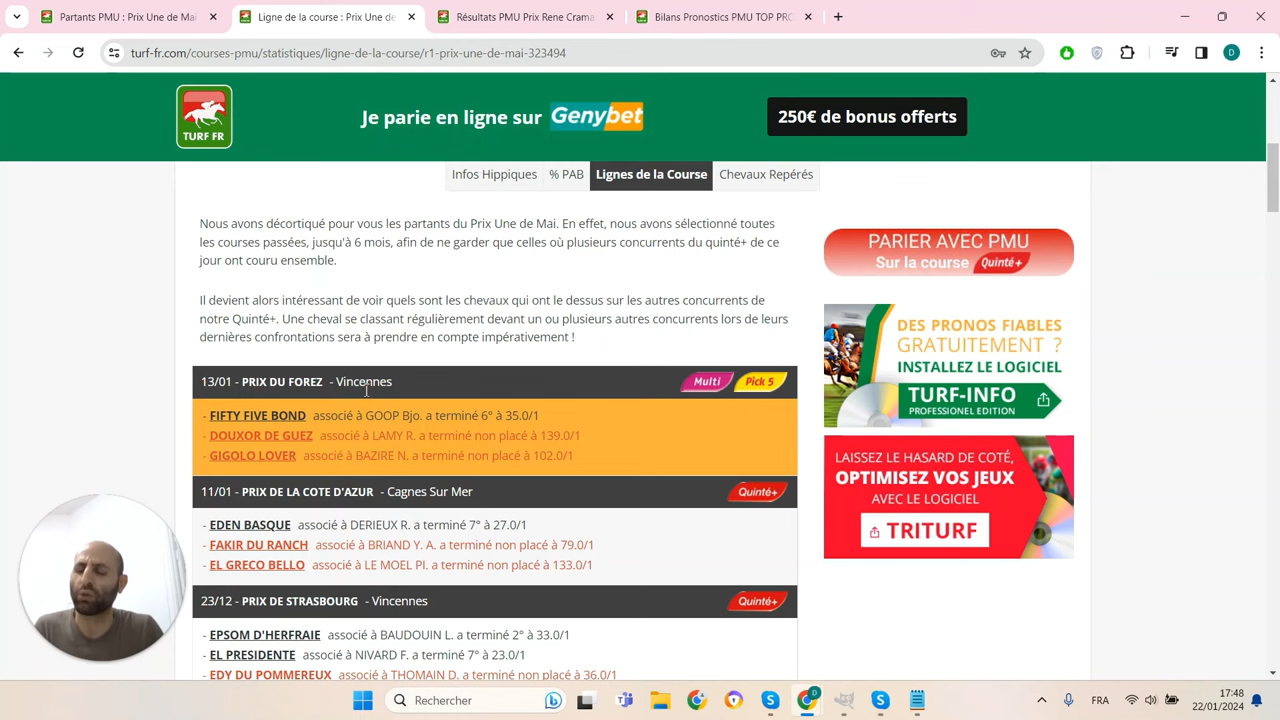 Partants PMU : Prix Une de Mai
Ligne de la course : Prix Une de
Résultats PMU Prix Rene Crama
Bilans Pronostics PMU TOP PRO
turf-fr.com/courses-pmu/statistiques/ligne-de-la-course/r1-prix-une-de-mai-323494
D
TURF FR
Je parie en ligne sur Genybet
250€ de bonus offerts
Infos Hippiques
% PAB
Lignes de la Course
Chevaux Repérés
Nous avons décortiqué pour vous les partants du Prix Une de Mai. En effet, nous avons sélectionné toutes
les courses passées, jusqu'à 6 mois, afin de ne garder que celles où plusieurs concurrents du quinté+ de ce
jour ont couru ensemble.
Il devient alors intéressant de voir quels sont les chevaux qui ont le dessus sur les autres concurrents de
notre Quinté+. Une cheval se classant régulièrement devant un ou plusieurs autres concurrents lors de leurs
dernières confrontations sera à prendre en compte impérativement !
13/01 - PRIX DU FOREZ - Vincennes
Multi
Pick 5
- FIFTY FIVE BOND associé à GOOP Bjo. a terminé 6° à 35.0/1
- DOUXOR DE GUEZ associé à LAMY R. a terminé non placé à 139.0/1
- GIGOLO LOVER associé à BAZIRE N. a terminé non placé à 102.0/1
11/01 - PRIX DE LA COTE D'AZUR - Cagnes Sur Mer
Quinté+
- EDEN BASQUE associé à DERIEUX R. a terminé 7° à 27.0/1
- FAKIR DU RANCH associé à BRIAND Y. A. a terminé non placé à 79.0/1
- EL GRECO BELLO associé à LE MOEL PI. a terminé non placé à 133.0/1
23/12 - PRIX DE STRASBOURG - Vincennes
Quinté+
- EPSOM D'HERFRAIE associé à BAUDOUIN L. a terminé 2° à 33.0/1
- EL PRESIDENTE associé à NIVARD F. a terminé 7° à 23.0/1
- EDY DU POMMEREUX associé à THOMAIN D. a terminé non placé à 36.0/1
PARIER AVEC PMU
Sur la course Quinté+
DES PRONOS FIABLES
GRATUITEMENT ?
INSTALLEZ LE LOGICIEL
TURF-INFO
PROFESSIONEL EDITION
LAISSEZ LE HASARD DE COTÉ,
OPTIMISEZ VOS JEUX
AVEC LE LOGICIEL
TRITURF
Rechercher
D
FRA
17:48
22/01/2024